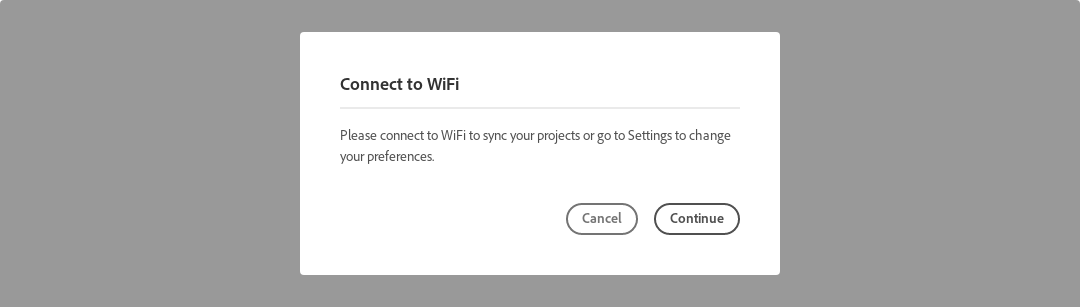 Connect to WiFi
Please connect to WiFi to sync your projects or go to Settings to change
your preferences.
Cancel
Continue